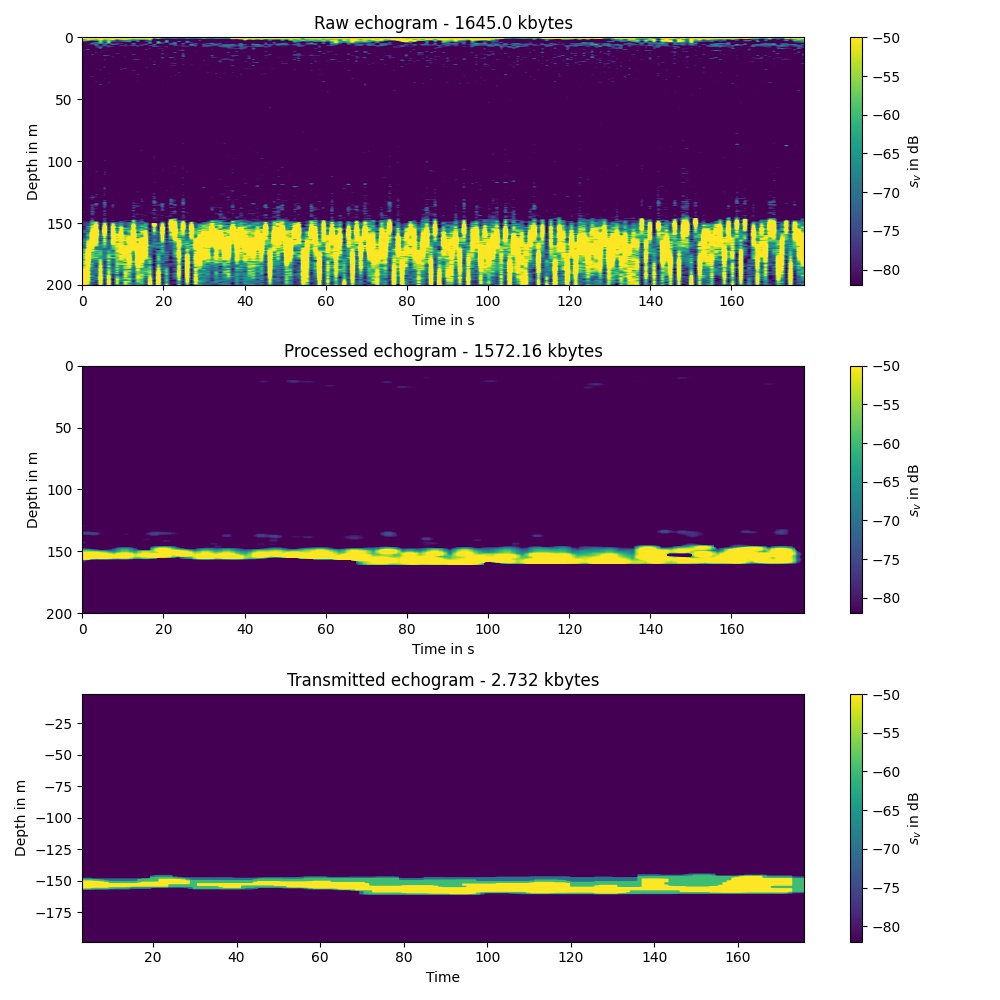 Raw echogram - 1645.0 kbytes
0
50
100
150
200
Depth in m
0 20 40 60 80 100 120 140 160
Time in s
−50
−55
−60
−65
−70
−75
−80
sv in dB
Processed echogram - 1572.16 kbytes
0
50
100
150
200
Depth in m
0 20 40 60 80 100 120 140 160
Time in s
−50
−55
−60
−65
−70
−75
−80
sv in dB
Transmitted echogram - 2.732 kbytes
−25
−50
−75
−100
−125
−150
−175
Depth in m
20 40 60 80 100 120 140 160
Time
−50
−55
−60
−65
−70
−75
−80
sv in dB